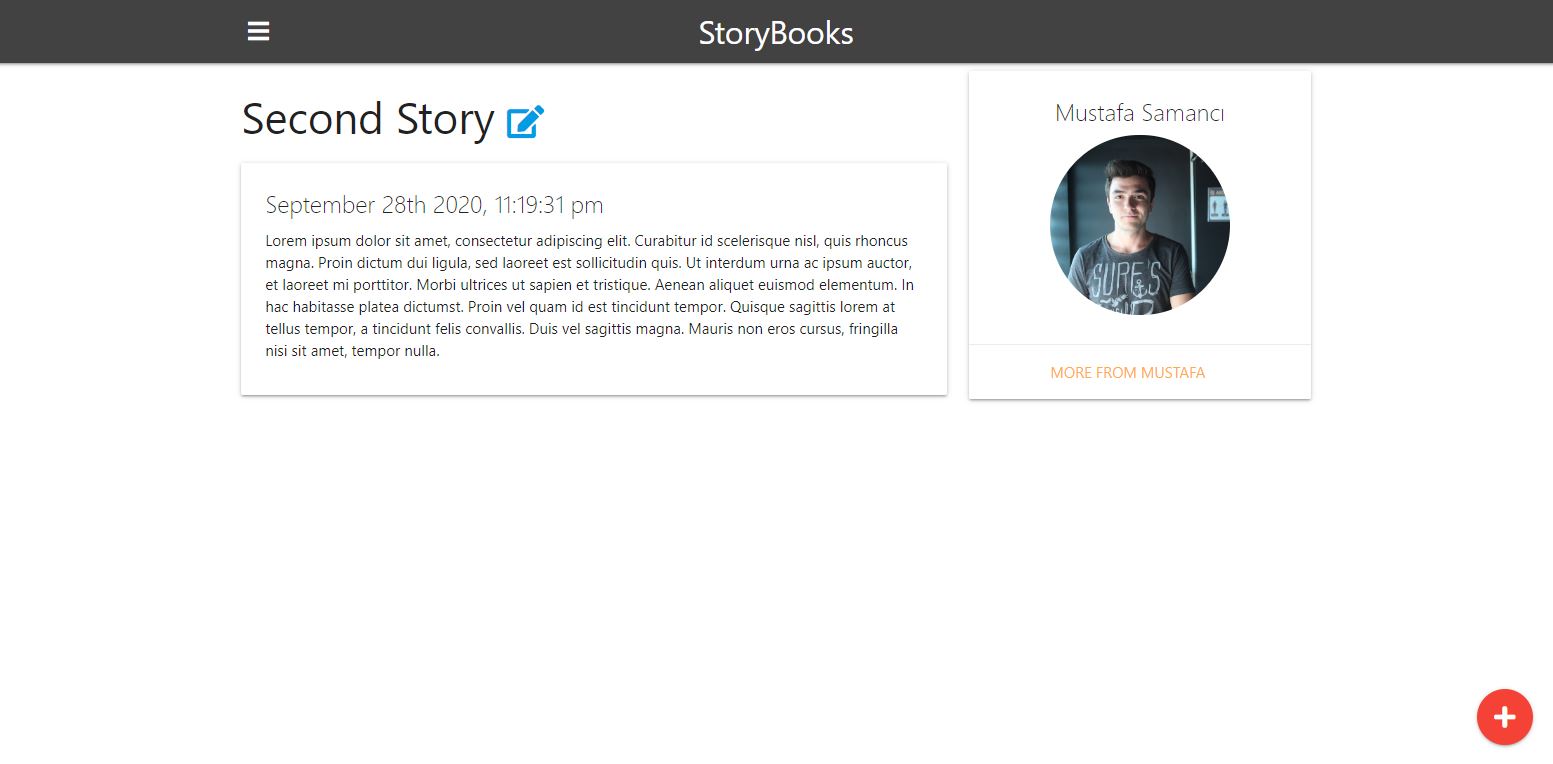 StoryBooks
Second Story
September 28th 2020, 11:19:31 pm
Lorem ipsum dolor sit amet, consectetur adipiscing elit. Curabitur id scelerisque nisl, quis rhoncus
magna. Proin dictum dui ligula, sed laoreet est sollicitudin quis. Ut interdum urna ac ipsum auctor,
et laoreet mi porttitor. Morbi ultrices ut sapien et tristique. Aenean aliquet euismod elementum. In
hac habitasse platea dictumst. Proin vel quam id est tincidunt tempor. Quisque sagittis lorem at
tellus tempor, a tincidunt felis convallis. Duis vel sagittis magna. Mauris non eros cursus, fringilla
nisi sit amet, tempor nulla.
Mustafa Samancı
SURF'S
MORE FROM MUSTAFA